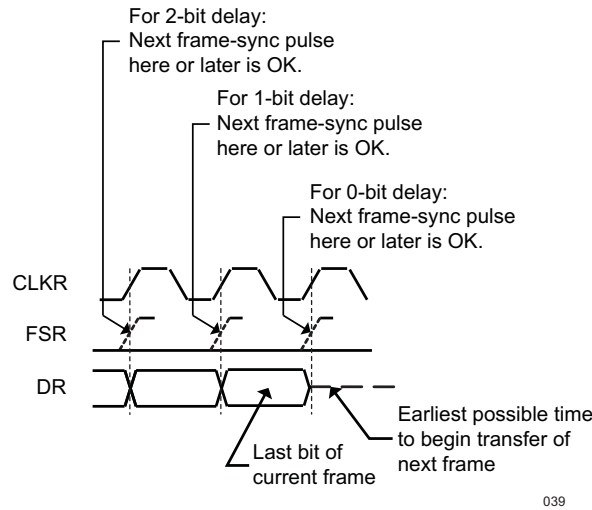 For 2-bit delay:
Next frame-sync pulse
here or later is OK.
For 1-bit delay:
Next frame-sync pulse
here or later is OK.
For 0-bit delay:
Next frame-sync pulse
here or later is OK.
CLKR
FSR
DR
Last bit of
current frame
Earliest possible time
to begin transfer of
next frame
039